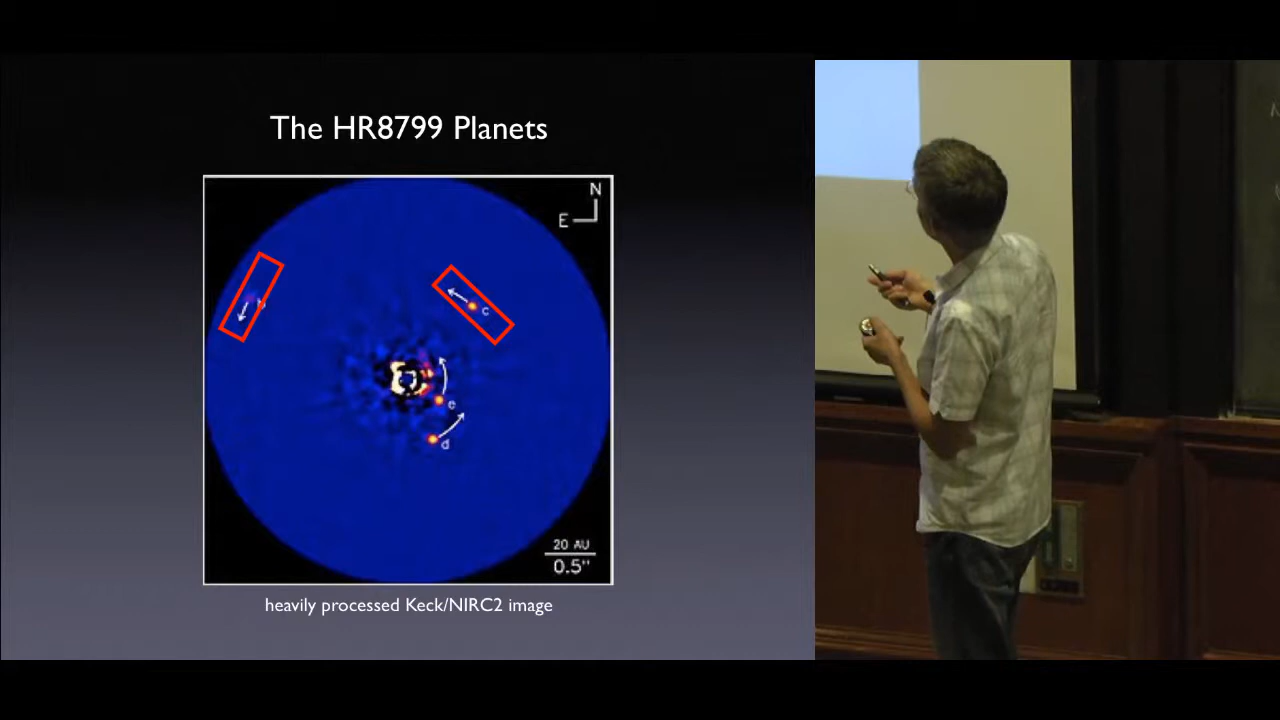 The HR8799 Planets
N
E
b
c
e
d
20 AU
0.5"
heavily processed Keck/NIRC2 image